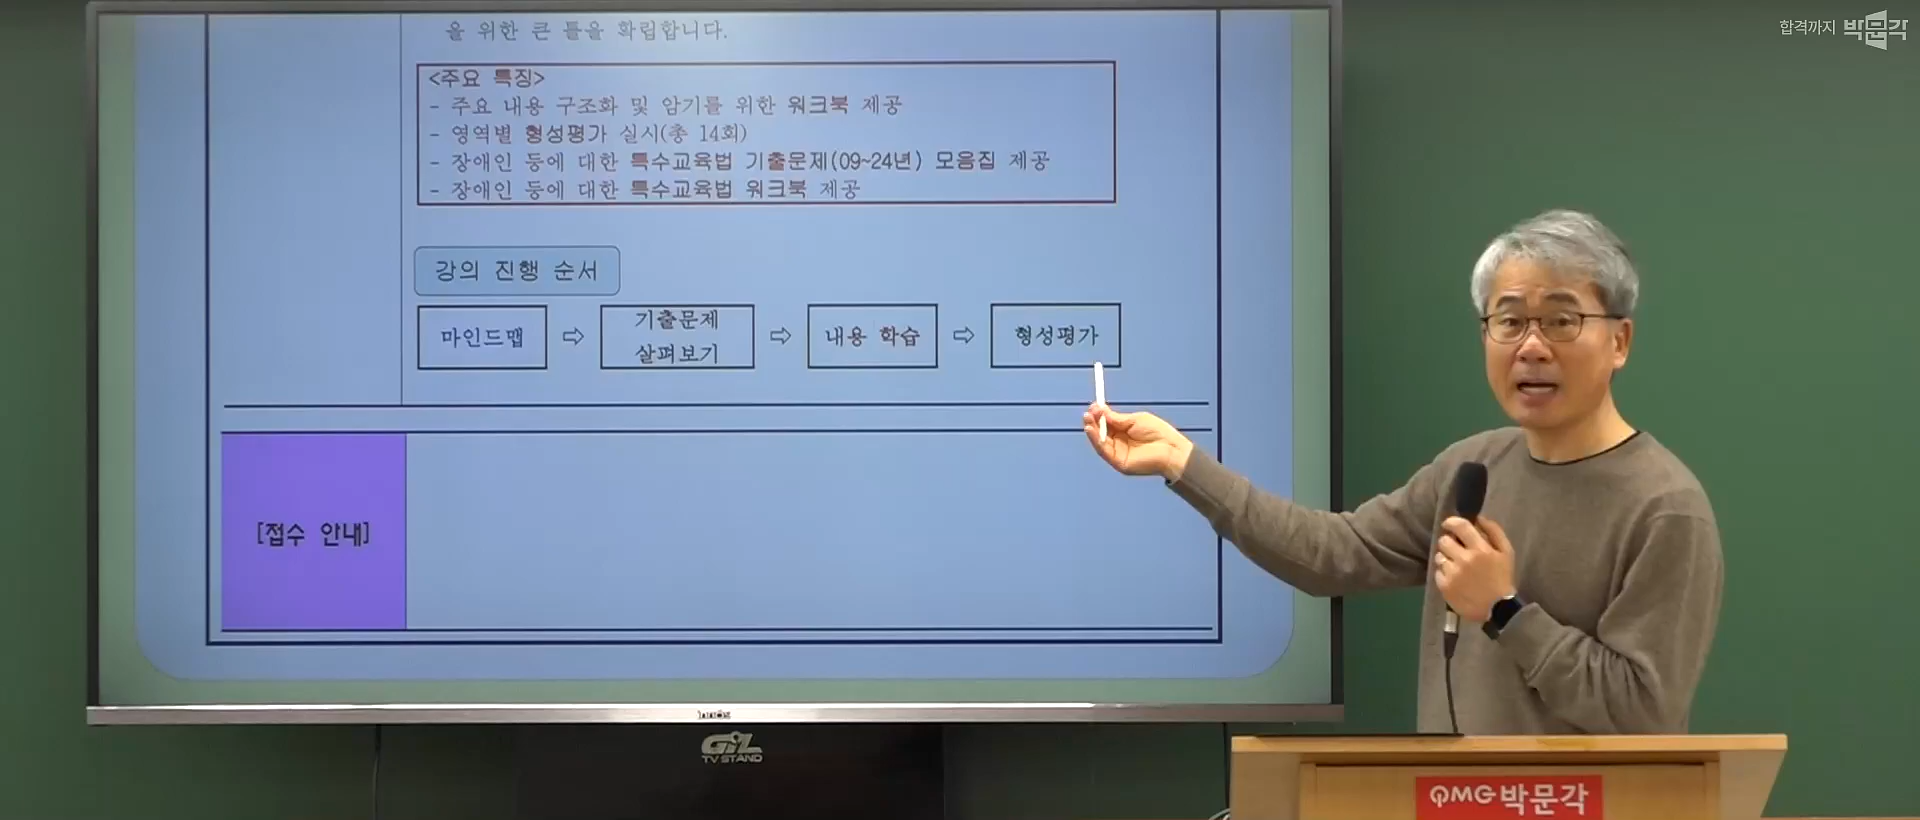 합격까지 박문각
을 위한 큰 틀을 확립합니다.
<주요 특징>
- 주요 내용 구조화 및 암기를 위한 워크북 제공
- 영역별 형성평가 실시(총 14회)
- 장애인 등에 대한 특수교육법 기출문제(09~24년) 모음집 제공
- 장애인 등에 대한 특수교육법 워크북 제공
강의 진행 순서
마인드맵 ⇨ 기출문제 살펴보기 ⇨ 내용 학습 ⇨ 형성평가
[접수 안내]
GIL
TV STAND
PMG 박문각